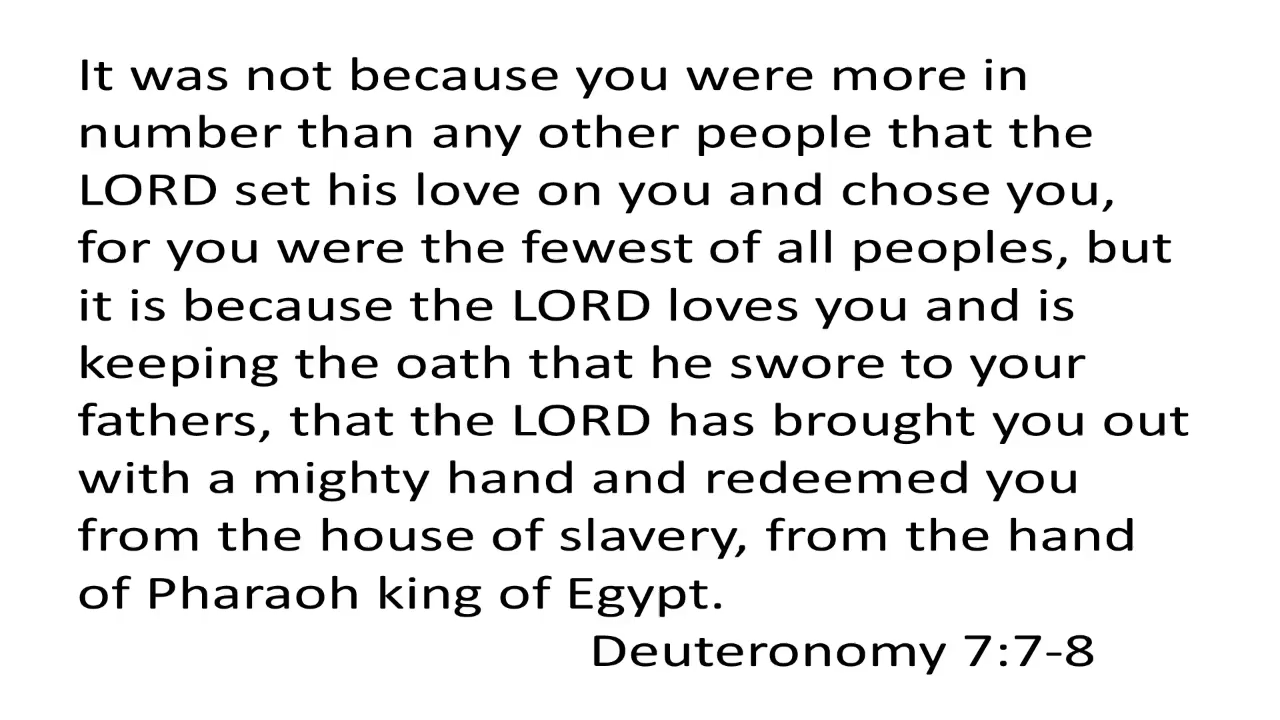 It was not because you were more in
number than any other people that the
LORD set his love on you and chose you,
for you were the fewest of all peoples, but
it is because the LORD loves you and is
keeping the oath that he swore to your
fathers, that the LORD has brought you out
with a mighty hand and redeemed you
from the house of slavery, from the hand
of Pharaoh king of Egypt.
Deuteronomy 7:7-8